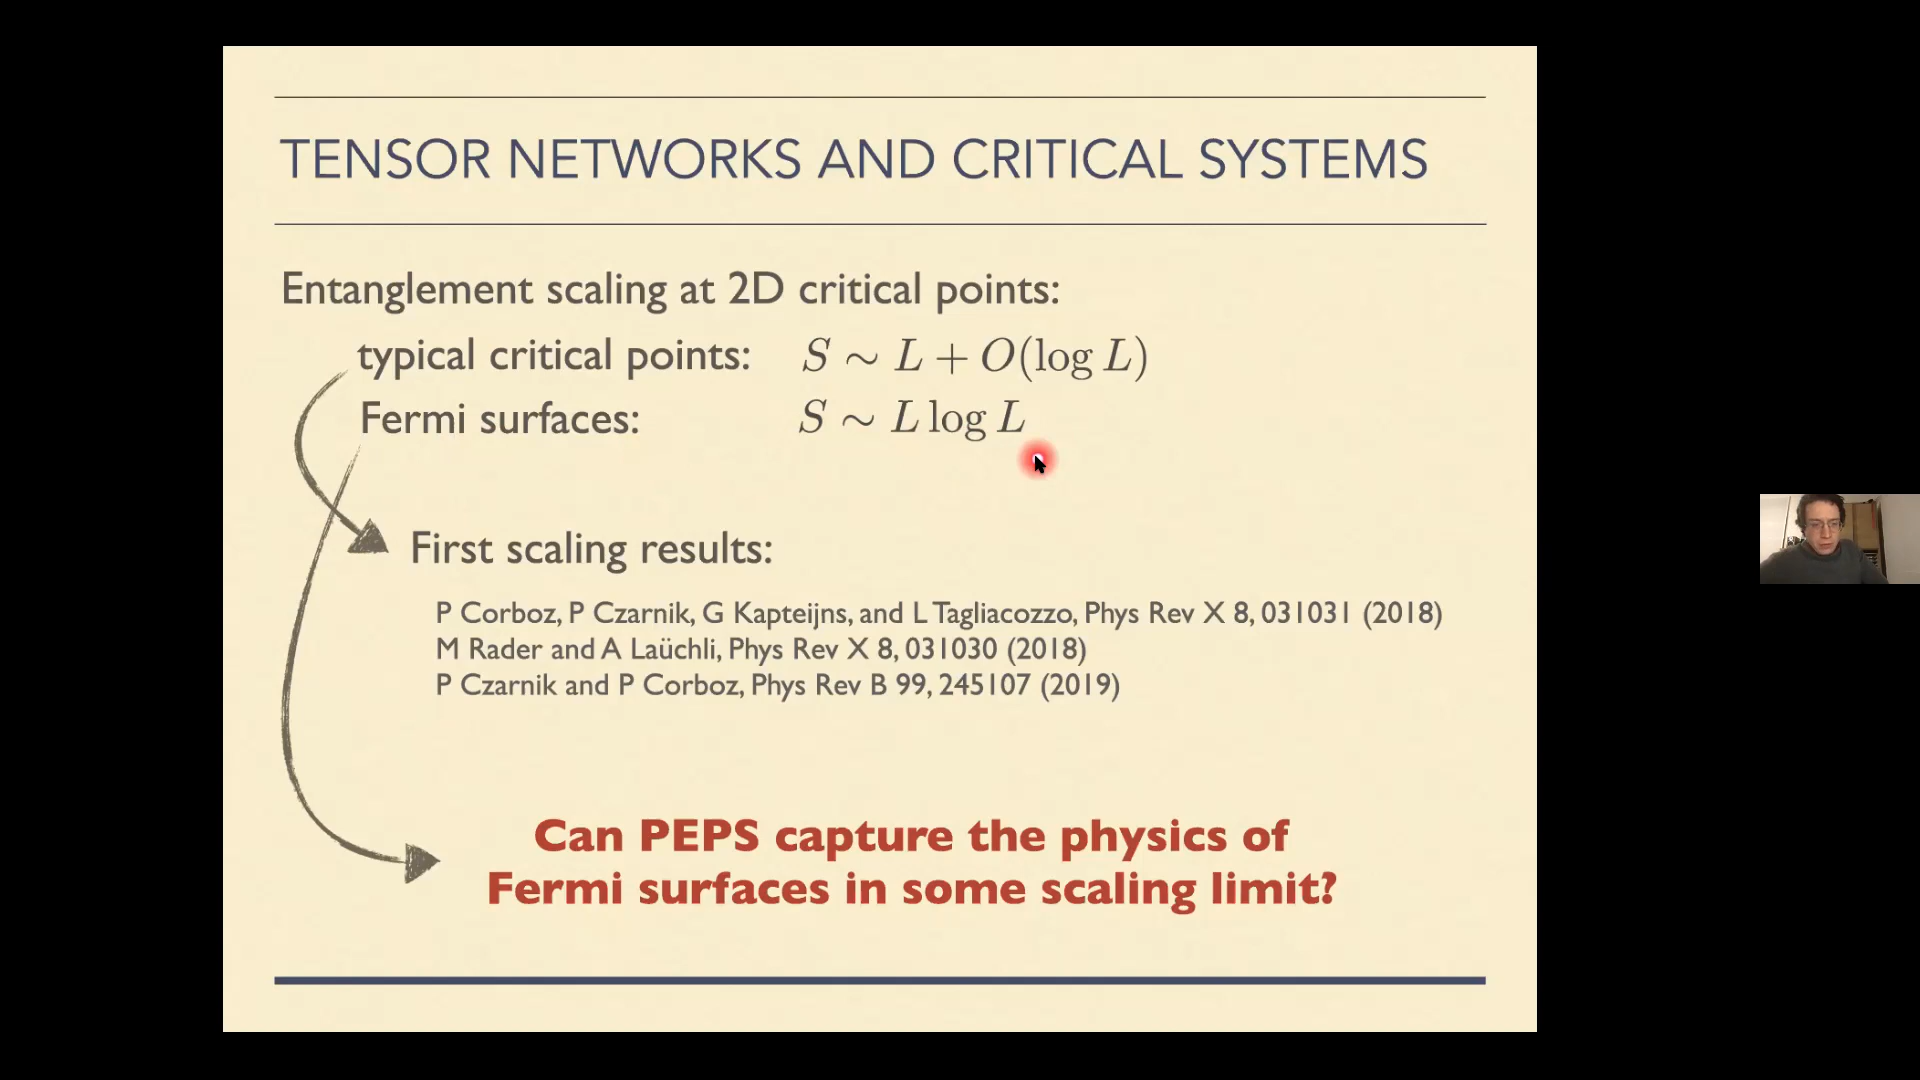 TENSOR NETWORKS AND CRITICAL SYSTEMS
Entanglement scaling at 2D critical points:
typical critical points: S ∼ L + O(log L)
Fermi surfaces: S ∼ L log L
First scaling results:
P Corboz, P Czarnik, G Kapteijns, and L Tagliacozzo, Phys Rev X 8, 031031 (2018)
M Rader and A Laüchli, Phys Rev X 8, 031030 (2018)
P Czarnik and P Corboz, Phys Rev B 99, 245107 (2019)
Can PEPS capture the physics of
Fermi surfaces in some scaling limit?